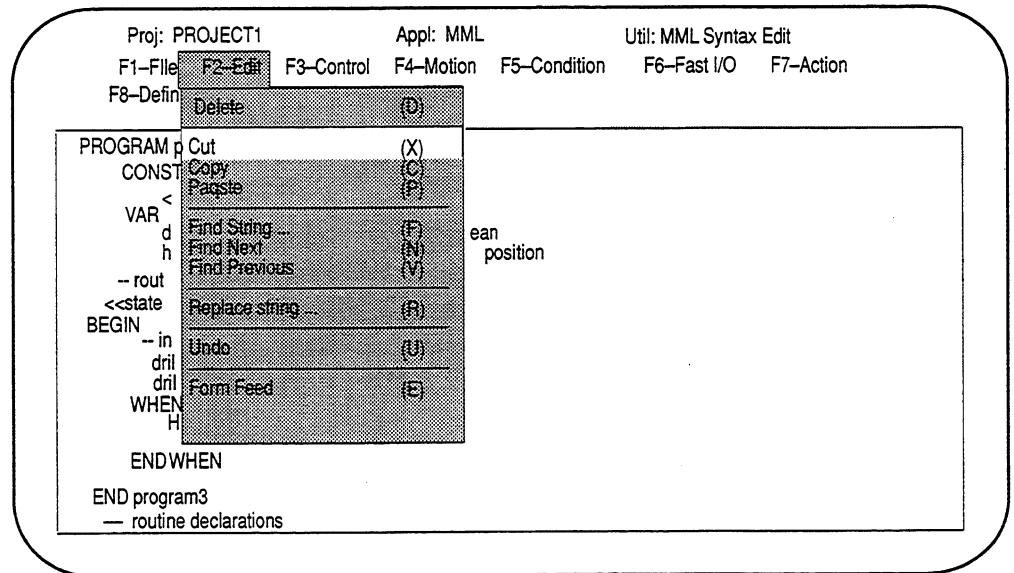 Proj: PROJECT1 Appl: MML Util: MML Syntax Edit
F1–File F2–Edit F3–Control F4–Motion F5–Condition F6–Fast I/O F7–Action
F8–Defin
Delete (D)
PROGRAM p Cut (X)
CONST Copy (C)
Paqste (P)
<
VAR
d Find String ... (F) ean
h Find Next (N) position
Find Previous (V)
-- rout
<<state Replace string ... (R)
BEGIN
-- in Undo (U)
dril
dril Form Feed (E)
WHEN
H
ENDWHEN
END program3
— routine declarations